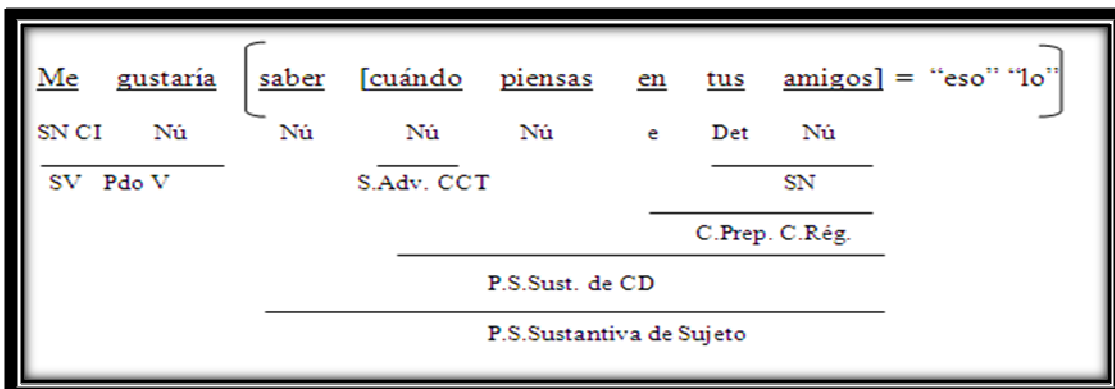 Me gustaría saber [cuándo piensas en tus amigos] = “eso” “lo”
SN CI Nú Nú Nú Nú e Det Nú
SV Pdo V S.Adv. CCT SN
C.Prep. C.Rég.
P.S.Sust. de CD
P.S.Sustantiva de Sujeto